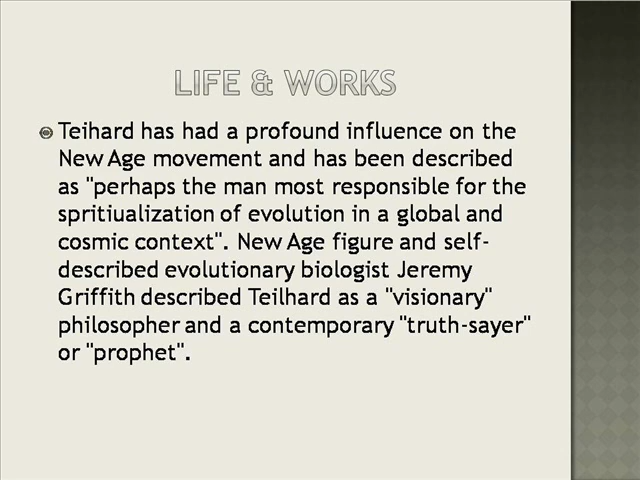 LIFE & WORKS
Teihard has had a profound influence on the
New Age movement and has been described
as "perhaps the man most responsible for the
spritiualization of evolution in a global and
cosmic context". New Age figure and self-
described evolutionary biologist Jeremy
Griffith described Teilhard as a "visionary"
philosopher and a contemporary "truth-sayer"
or "prophet".